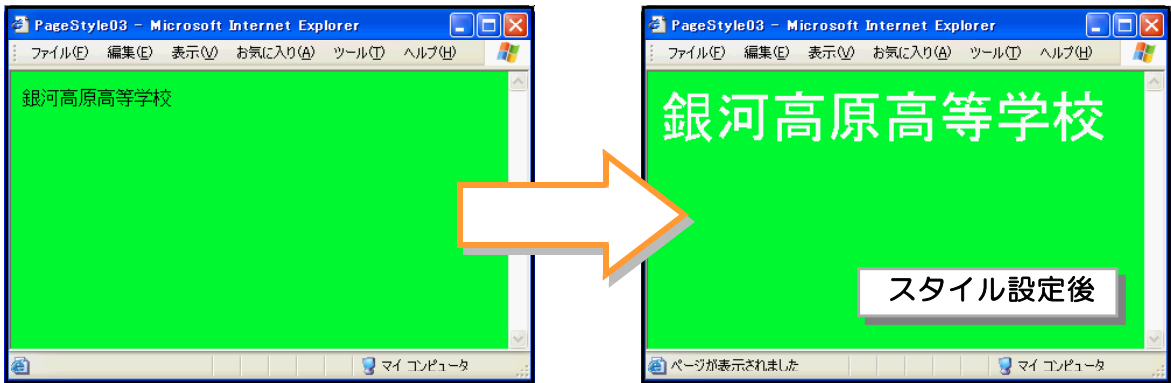 PageStyle03 - Microsoft Internet Explorer
ファイル(F) 編集(E) 表示(V) お気に入り(A) ツール(T) ヘルプ(H)
銀河高原高等学校
マイ コンピュータ
PageStyle03 - Microsoft Internet Explorer
ファイル(F) 編集(E) 表示(V) お気に入り(A) ツール(T) ヘルプ(H)
銀河高原高等学校
スタイル設定後
ページが表示されました マイ コンピュータ